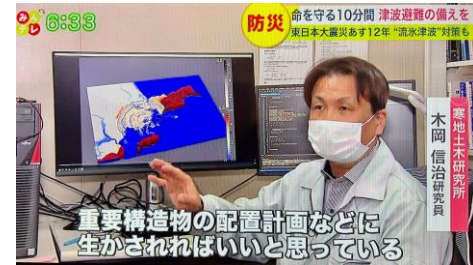 みんテレ 6:33
防災
命を守る10分間 津波避難の備えを
東日本大震災あす12年 “流氷津波”対策も
寒地土木研究所
木岡 信治研究員
重要構造物の配置計画などに
生かされればいいと思っている